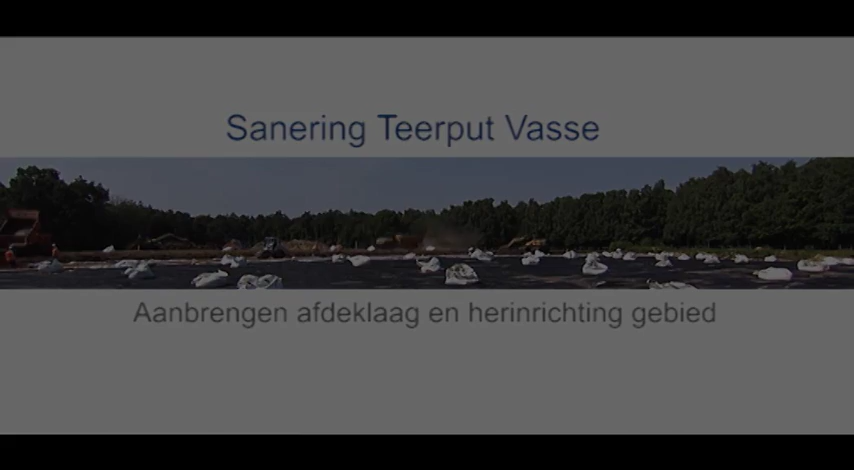 Sanering Teerput Vasse
Aanbrengen afdeklaag en herinrichting gebied